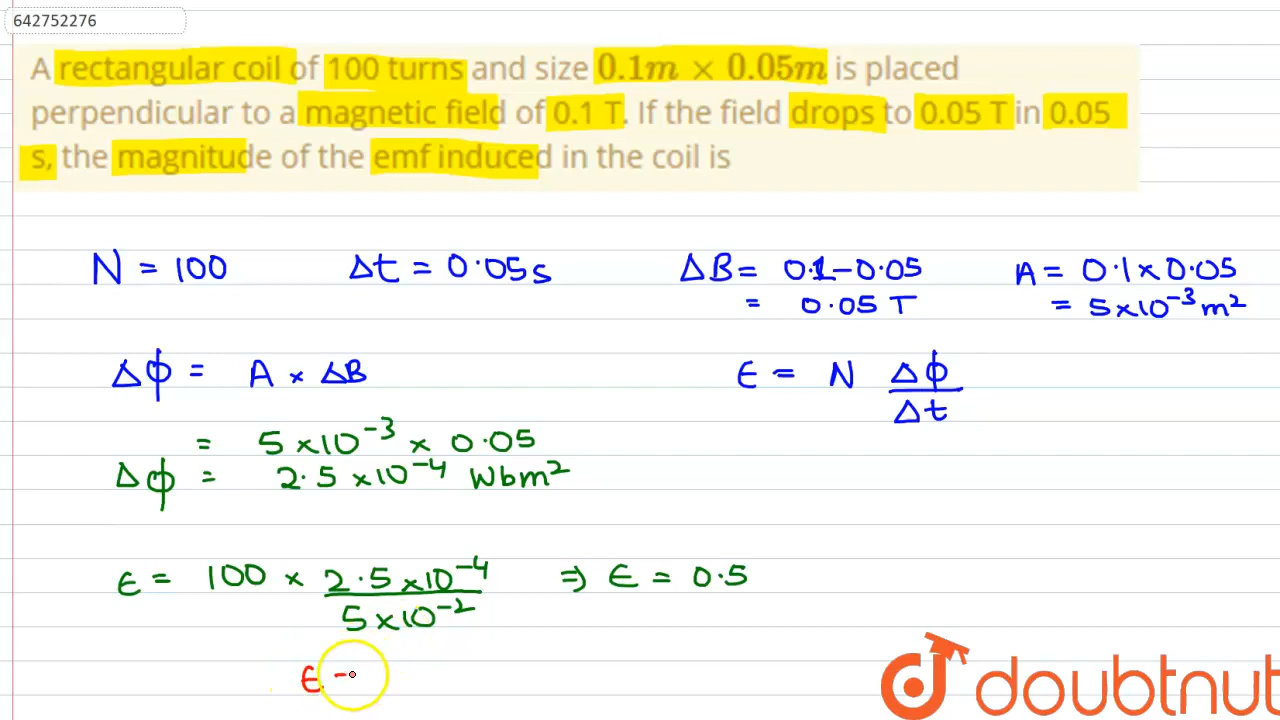 642752276
A rectangular coil of 100 turns and size 0.1m × 0.05m is placed
perpendicular to a magnetic field of 0.1 T. If the field drops to 0.05 T in 0.05
s, the magnitude of the emf induced in the coil is
N = 100 Δt = 0.05s ΔB = 0.1-0.05 A = 0.1 × 0.05
= 0.05 T = 5×10⁻³ m²
Δϕ = A × ΔB ϵ = N Δϕ/Δt
= 5×10⁻³ × 0.05
Δϕ = 2.5 ×10⁻⁴ Wbm²
ϵ = 100 × 2.5×10⁻⁴/5×10⁻² ⇒ ϵ = 0.5
ϵ -
doubtnut